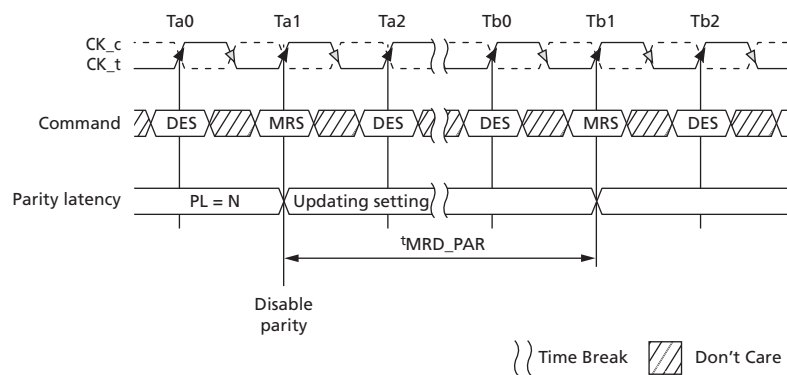 Ta0 Ta1 Ta2 Tb0 Tb1 Tb2
CK_c
CK_t
Command DES MRS DES DES MRS DES
Parity latency PL = N Updating setting
tMRD_PAR
Disable
parity
Time Break Don't Care